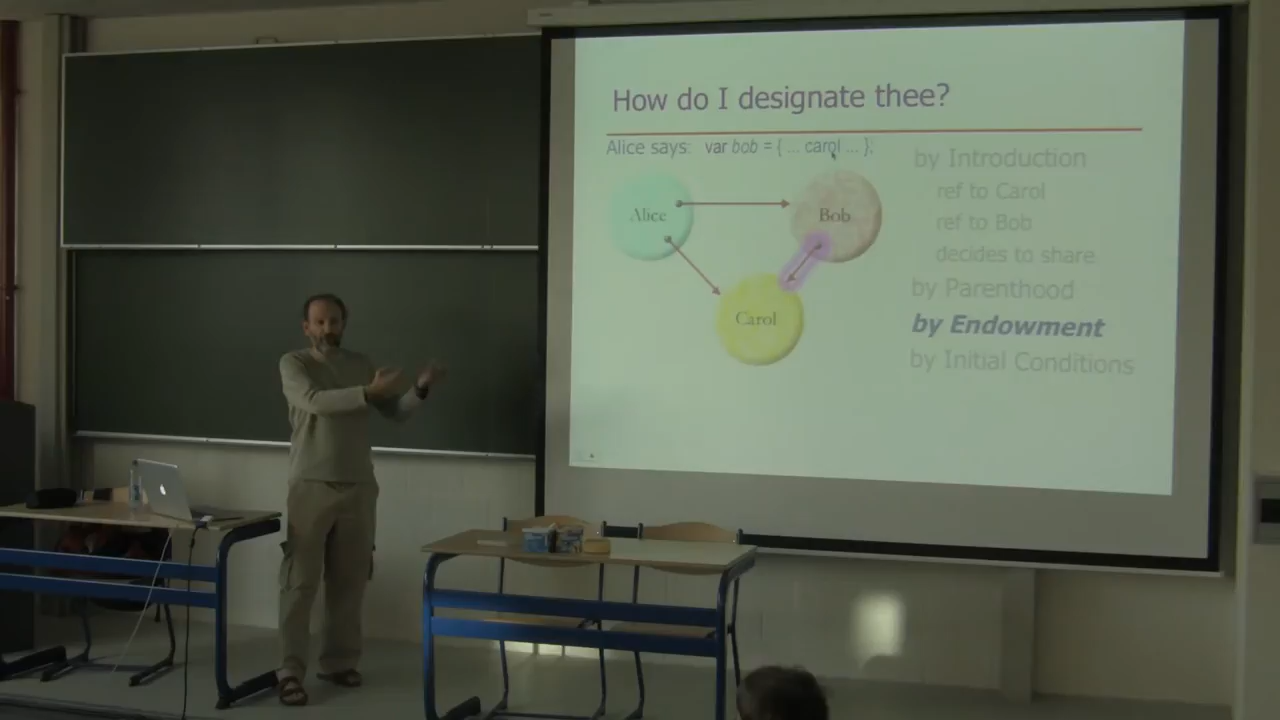 How do I designate thee?
Alice says: var bob = { ... carol ... };
Alice
Bob
Carol
by Introduction
ref to Carol
ref to Bob
decides to share
by Parenthood
by Endowment
by Initial Conditions